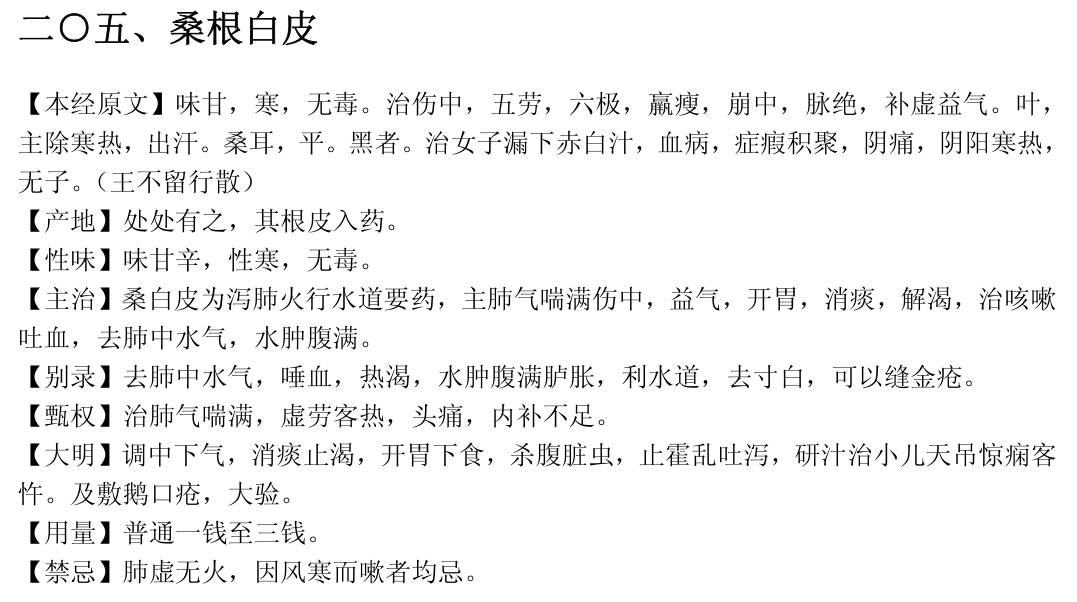 二〇五、桑根白皮
【本经原文】味甘，寒，无毒。治伤中，五劳，六极，羸瘦，崩中，脉绝，补虚益气。叶，
主除寒热，出汗。桑耳，平。黑者。治女子漏下赤白汁，血病，症瘕积聚，阴痛，阴阳寒热，
无子。（王不留行散）
【产地】处处有之，其根皮入药。
【性味】味甘辛，性寒，无毒。
【主治】桑白皮为泻肺火行水道要药，主肺气喘满伤中，益气，开胃，消痰，解渴，治咳嗽
吐血，去肺中水气，水肿腹满。
【别录】去肺中水气，唾血，热渴，水肿腹满胪胀，利水道，去寸白，可以缝金疮。
【甄权】治肺气喘满，虚劳客热，头痛，内补不足。
【大明】调中下气，消痰止渴，开胃下食，杀腹脏虫，止霍乱吐泻，研汁治小儿天吊惊痫客
忤。及敷鹅口疮，大验。
【用量】普通一钱至三钱。
【禁忌】肺虚无火，因风寒而嗽者均忌。